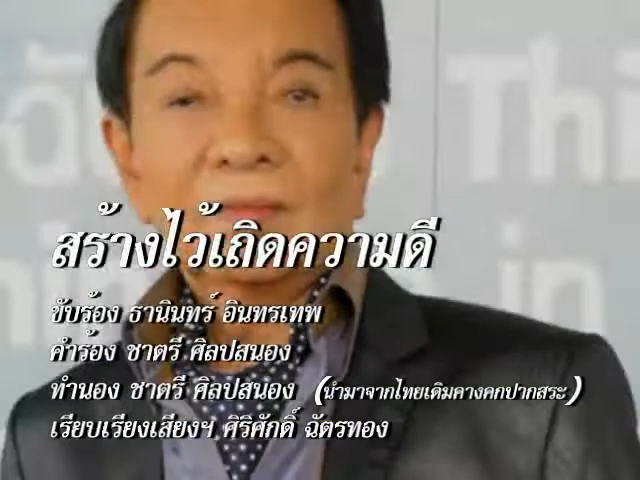 สร้างไว้เถิดความดี
ขับร้อง ธานินทร์ อินทรเทพ
คำร้อง ชาตรี ศิลปสนอง
ทำนอง ชาตรี ศิลปสนอง (นำมาจากไทยเดิมคางคกปากสระ)
เรียบเรียงเสียงฯ ศิริศักดิ์ ฉัตรทอง
Thi
in